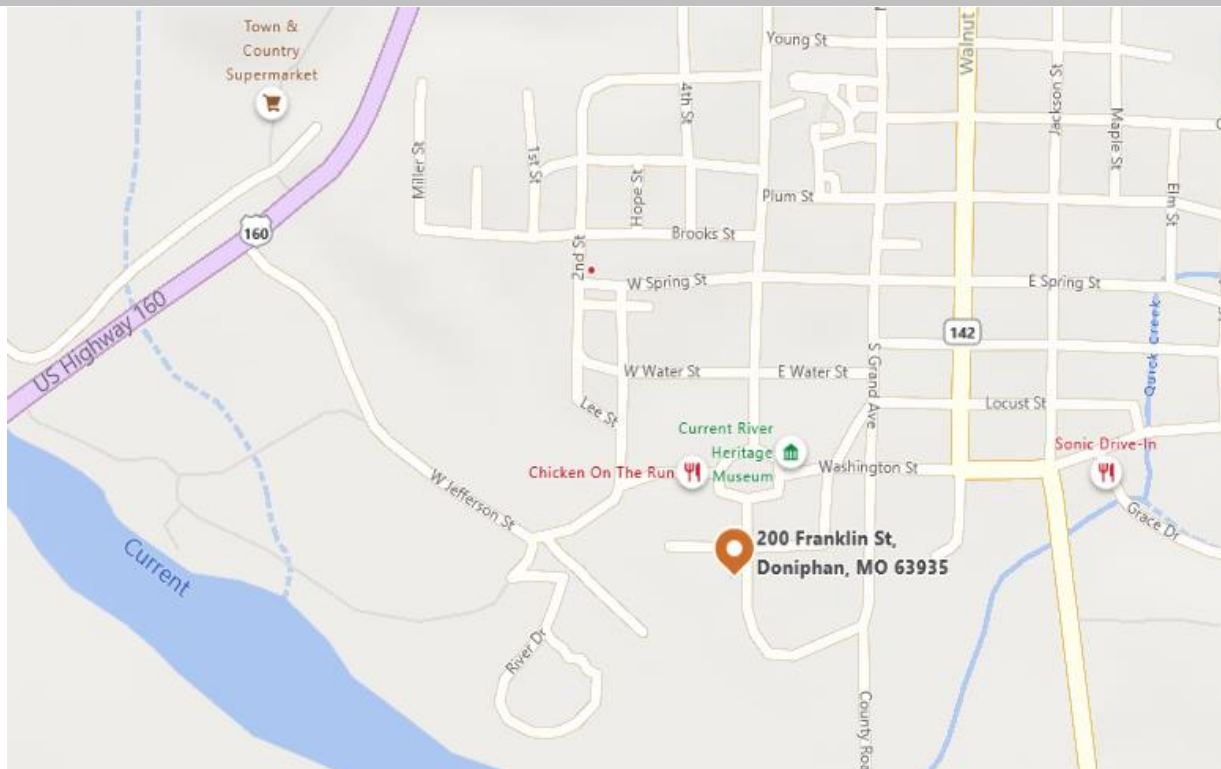 Town &
Country
Supermarket
Young St
Walnut
4th St
Jackson St
Maple St
Miller St
1st St
Hope St
Plum St
Elm St
160
Brooks St
2nd St
W Spring St
E Spring St
US Highway 160
142
Quick Creek
S Grand Ave
W Water St
E Water St
Lee St
Locust St
Current River
Heritage
Museum
Chicken On The Run
Washington St
Sonic Drive-In
W Jefferson St
Grace Dr
200 Franklin St,
Doniphan, MO 63935
Current
River Dr
County Roa